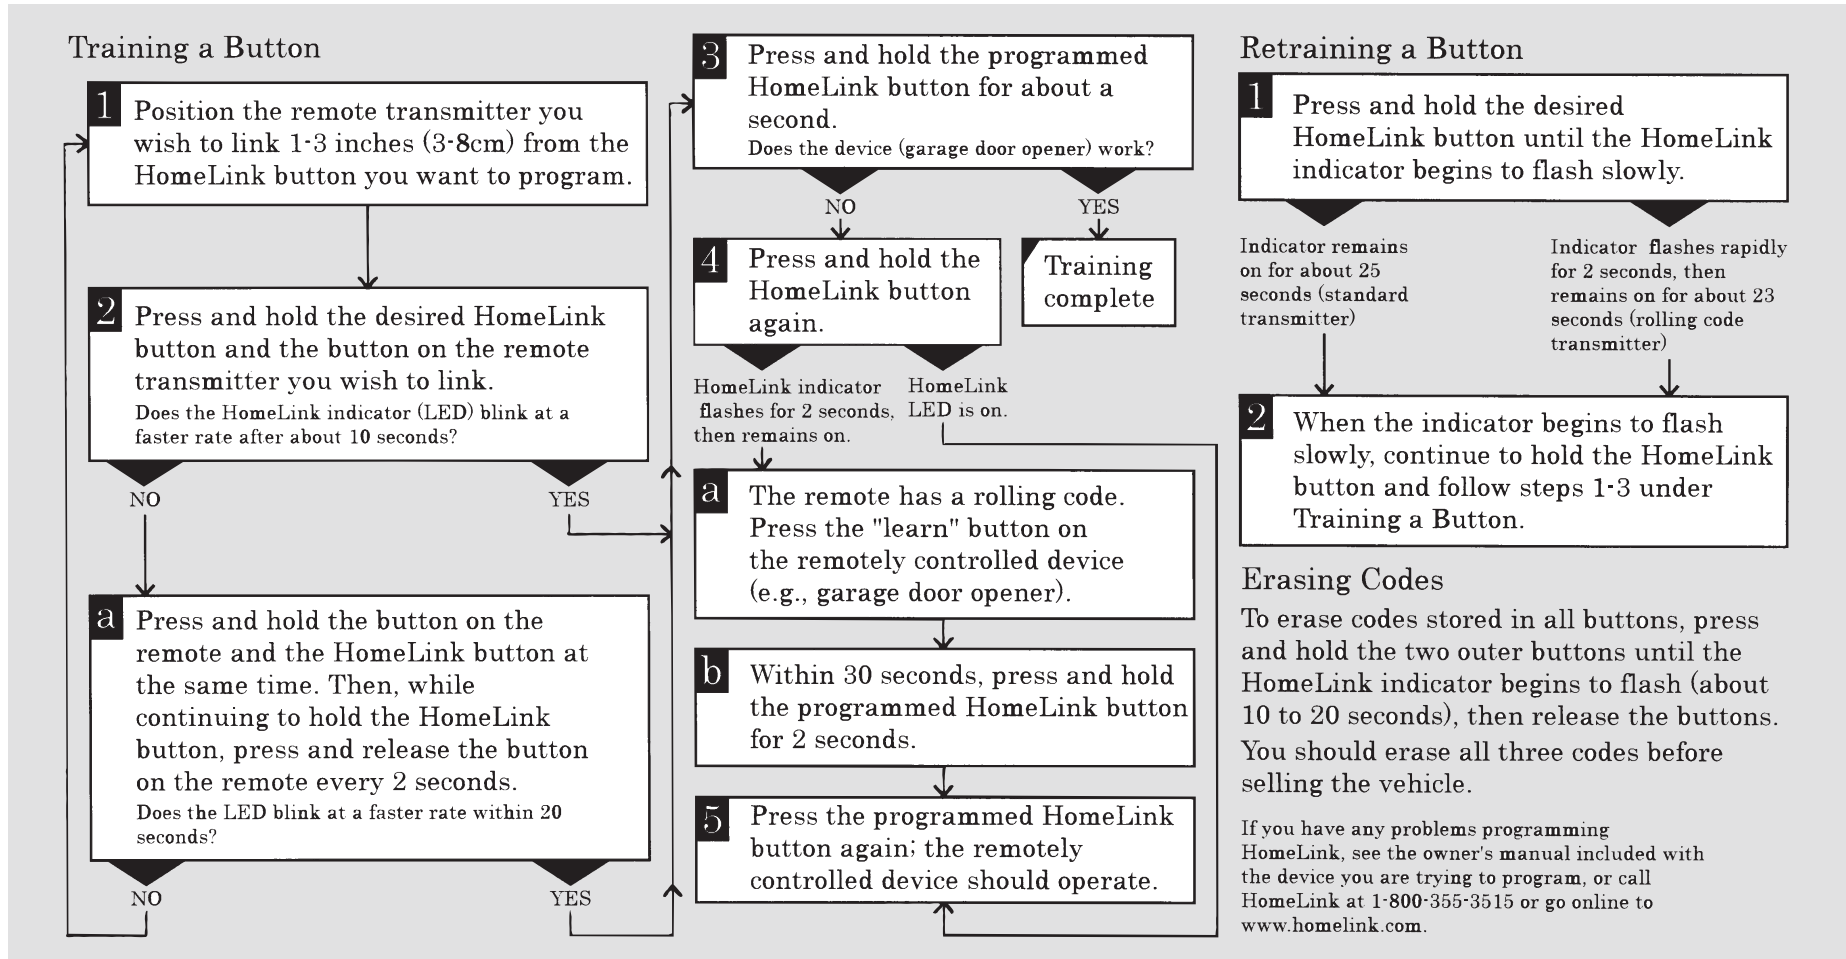 Training a Button
1
Position the remote transmitter you
wish to link 1-3 inches (3-8cm) from the
HomeLink button you want to program.
2
Press and hold the desired HomeLink
button and the button on the remote
transmitter you wish to link.
Does the HomeLink indicator (LED) blink at a
faster rate after about 10 seconds?
NO
YES
a
Press and hold the button on the
remote and the HomeLink button at
the same time. Then, while
continuing to hold the HomeLink
button, press and release the button
on the remote every 2 seconds.
Does the LED blink at a faster rate within 20
seconds?
NO
YES
3
Press and hold the programmed
HomeLink button for about a
second.
Does the device (garage door opener) work?
NO
YES
4
Press and hold the
HomeLink button
again.
Training
complete
HomeLink indicator
flashes for 2 seconds,
then remains on.
HomeLink
LED is on.
a
The remote has a rolling code.
Press the "learn" button on
the remotely controlled device
(e.g., garage door opener).
b
Within 30 seconds, press and hold
the programmed HomeLink button
for 2 seconds.
5
Press the programmed HomeLink
button again; the remotely
controlled device should operate.
Retraining a Button
1
Press and hold the desired
HomeLink button until the HomeLink
indicator begins to flash slowly.
Indicator remains
on for about 25
seconds (standard
transmitter)
Indicator flashes rapidly
for 2 seconds, then
remains on for about 23
seconds (rolling code
transmitter)
2
When the indicator begins to flash
slowly, continue to hold the HomeLink
button and follow steps 1-3 under
Training a Button.
Erasing Codes
To erase codes stored in all buttons, press
and hold the two outer buttons until the
HomeLink indicator begins to flash (about
10 to 20 seconds), then release the buttons.
You should erase all three codes before
selling the vehicle.
If you have any problems programming
HomeLink, see the owner's manual included with
the device you are trying to program, or call
HomeLink at 1-800-355-3515 or go online to
www.homelink.com.